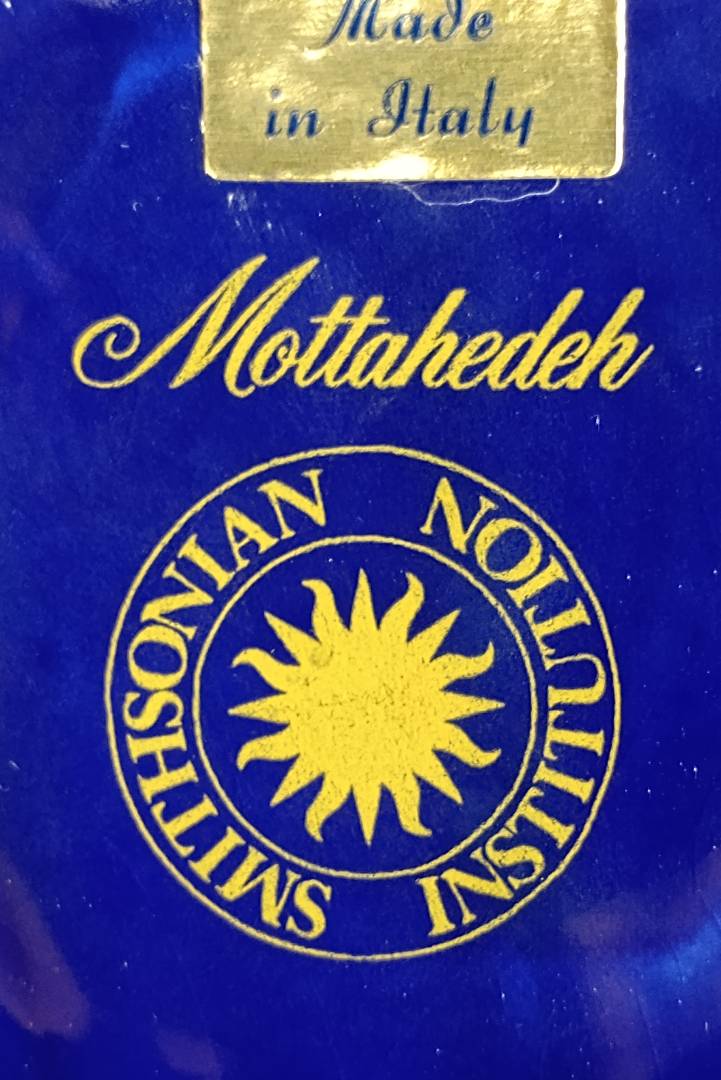 Made
in Italy
Mottahedeh
SMITHSONIAN
INSTITUTION